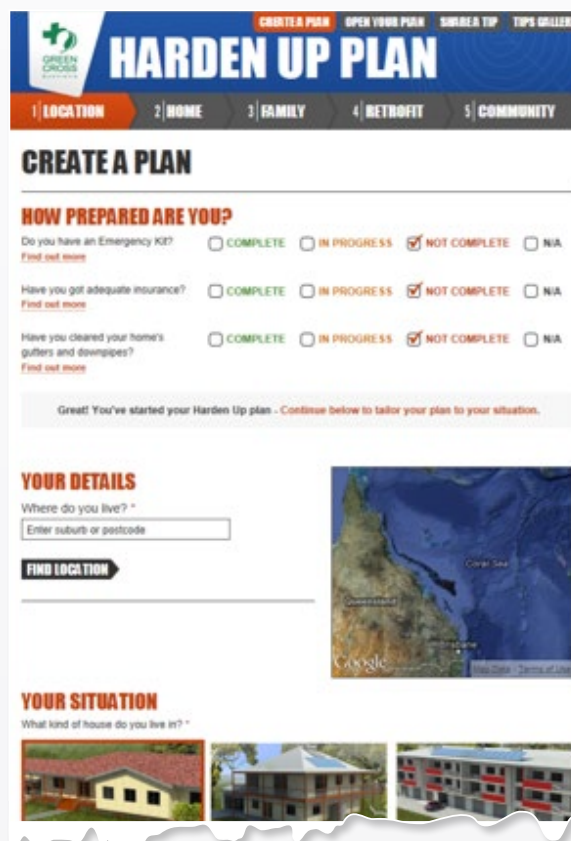 CREATE A PLAN OPEN YOUR PLAN SHARE A TIP TIPS
GREEN
CROSS
HARDEN UP PLAN
1 LOCATION 2 HOME 3 FAMILY 4 RETROFIT 5 COMMUNITY
CREATE A PLAN
HOW PREPARED ARE YOU?
Do you have an Emergency Kit? COMPLETE IN PROGRESS NOT COMPLETE N/A
Find out more
Have you got adequate insurance? COMPLETE IN PROGRESS NOT COMPLETE N/A
Find out more
Have you cleared your home's
gutters and downpipes? COMPLETE IN PROGRESS NOT COMPLETE N/A
Find out more
Great! You've started your Harden Up plan - Continue below to tailor your plan to your situation.
YOUR DETAILS
Where do you live? *
Enter suburb or postcode
FIND LOCATION
Coral Sea
Queensland
Brisbane
Google
Map Data - Terms of Use
YOUR SITUATION
What kind of house do you live in? *